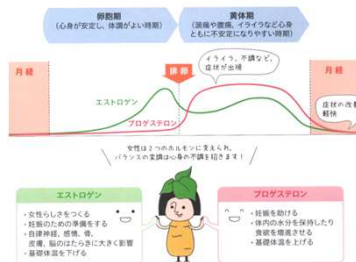 卵胞期
(心身が安定し、体調がよい時期)
黄体期
(頭痛や腹痛、イライラなど心身
ともに不安定になりやすい時期)
月経
排卵
イライラ、不調など、
症状が出現
月経
エストロゲン
プロゲステロン
症状の改善
軽快
女性は2つのホルモンに支えられ、
バランスの変調は心身の不調を招きます!
エストロゲン
・女性らしさをつくる
・妊娠のための準備をする
・自律神経、感情、骨、
皮膚、脳のはたらきに大きく影響
・基礎体温を下げる
プロゲステロン
・妊娠を助ける
・体内の水分を保持したり
食欲を増進させる
・基礎体温を上げる